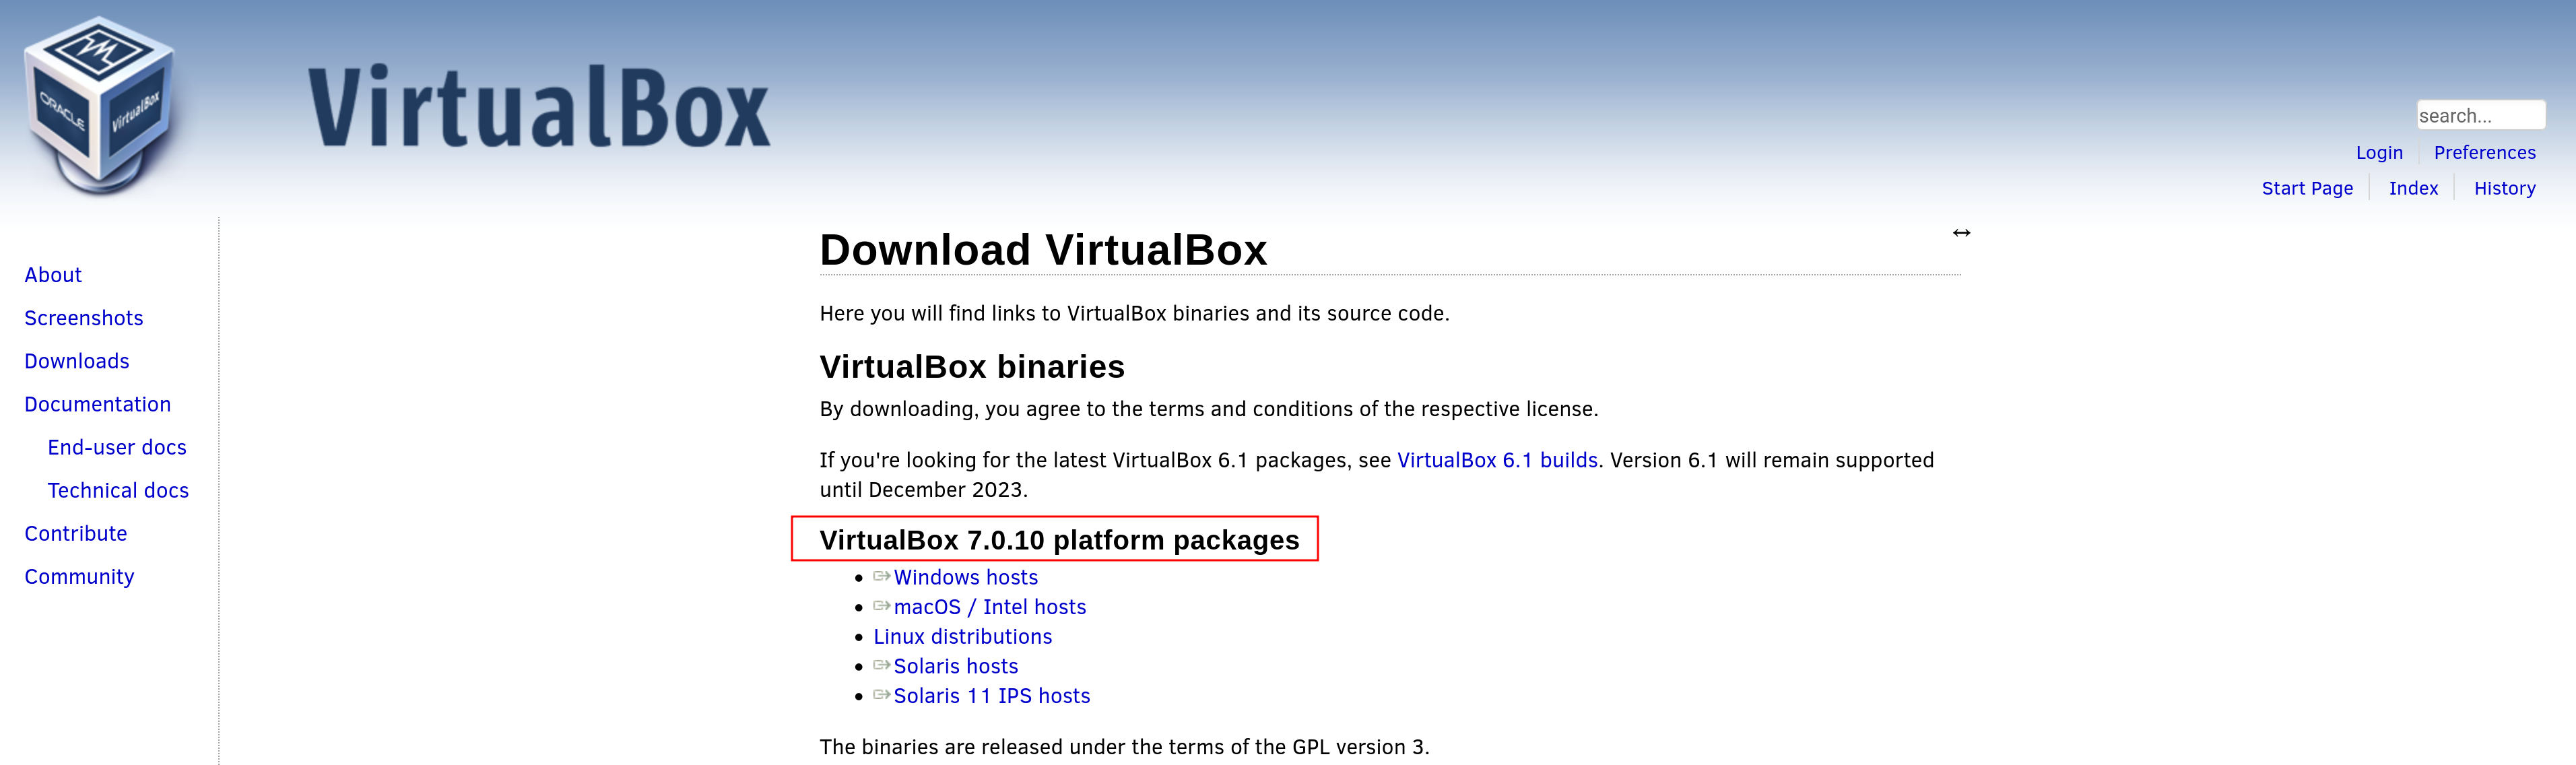 ORACLE
VirtualBox
VirtualBox
search...
Login
Preferences
Start Page
Index
History
About
Screenshots
Downloads
Documentation
End-user docs
Technical docs
Contribute
Community
Download VirtualBox
Here you will find links to VirtualBox binaries and its source code.
VirtualBox binaries
By downloading, you agree to the terms and conditions of the respective license.
If you're looking for the latest VirtualBox 6.1 packages, see VirtualBox 6.1 builds. Version 6.1 will remain supported
until December 2023.
VirtualBox 7.0.10 platform packages
Windows hosts
macOS / Intel hosts
Linux distributions
Solaris hosts
Solaris 11 IPS hosts
The binaries are released under the terms of the GPL version 3.